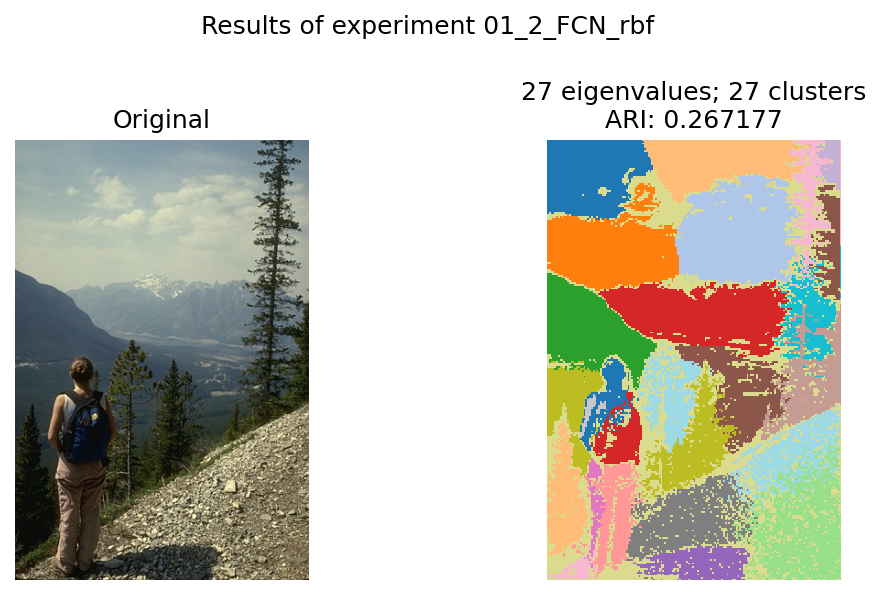 Results of experiment 01_2_FCN_rbf
Original
27 eigenvalues; 27 clusters
ARI: 0.267177